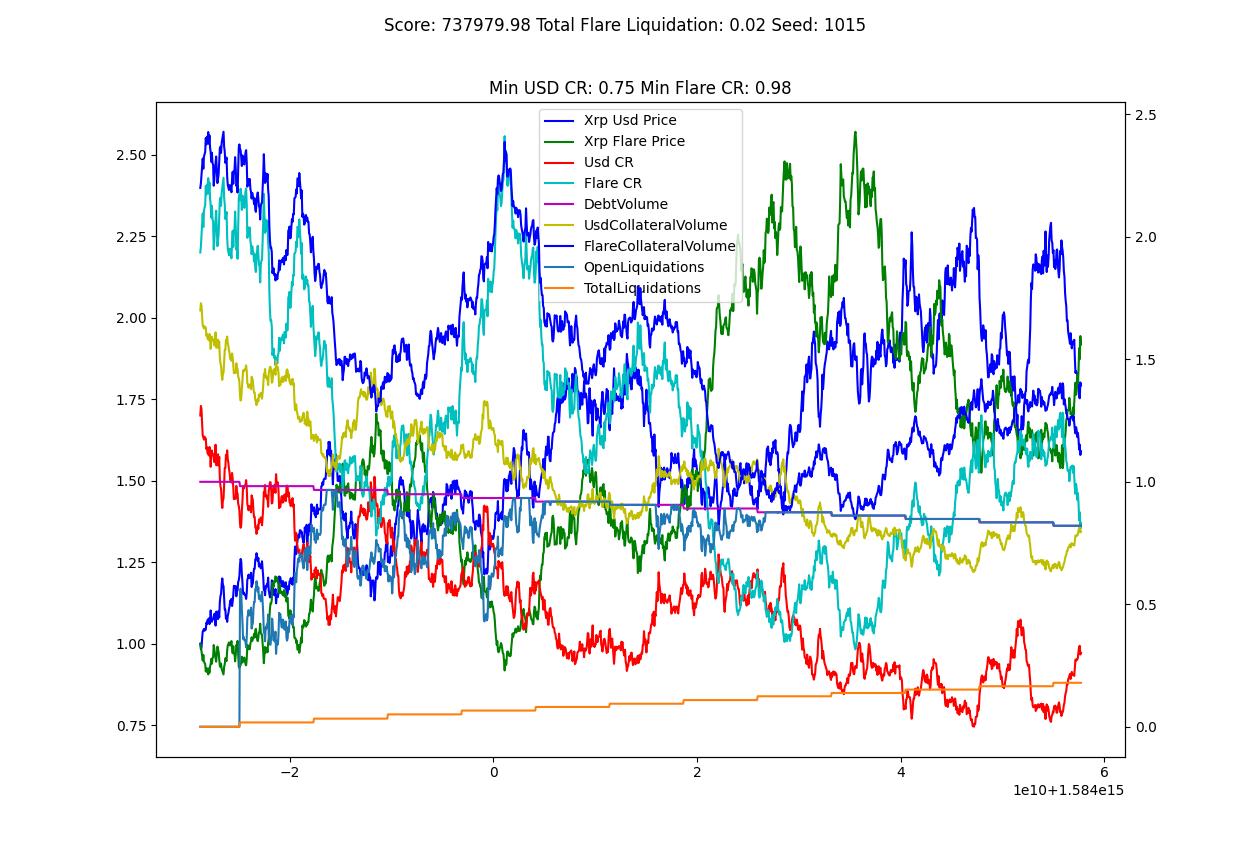 Score: 737979.98 Total Flare Liquidation: 0.02 Seed: 1015
Min USD CR: 0.75 Min Flare CR: 0.98
Xrp Usd Price
Xrp Flare Price
Usd CR
Flare CR
DebtVolume
UsdCollateralVolume
FlareCollateralVolume
OpenLiquidations
TotalLiquidations
2.50
2.25
2.00
1.75
1.50
1.25
1.00
0.75
2.5
2.0
1.5
1.0
0.5
0.0
−2 0 2 4 6
1e10+1.584e15